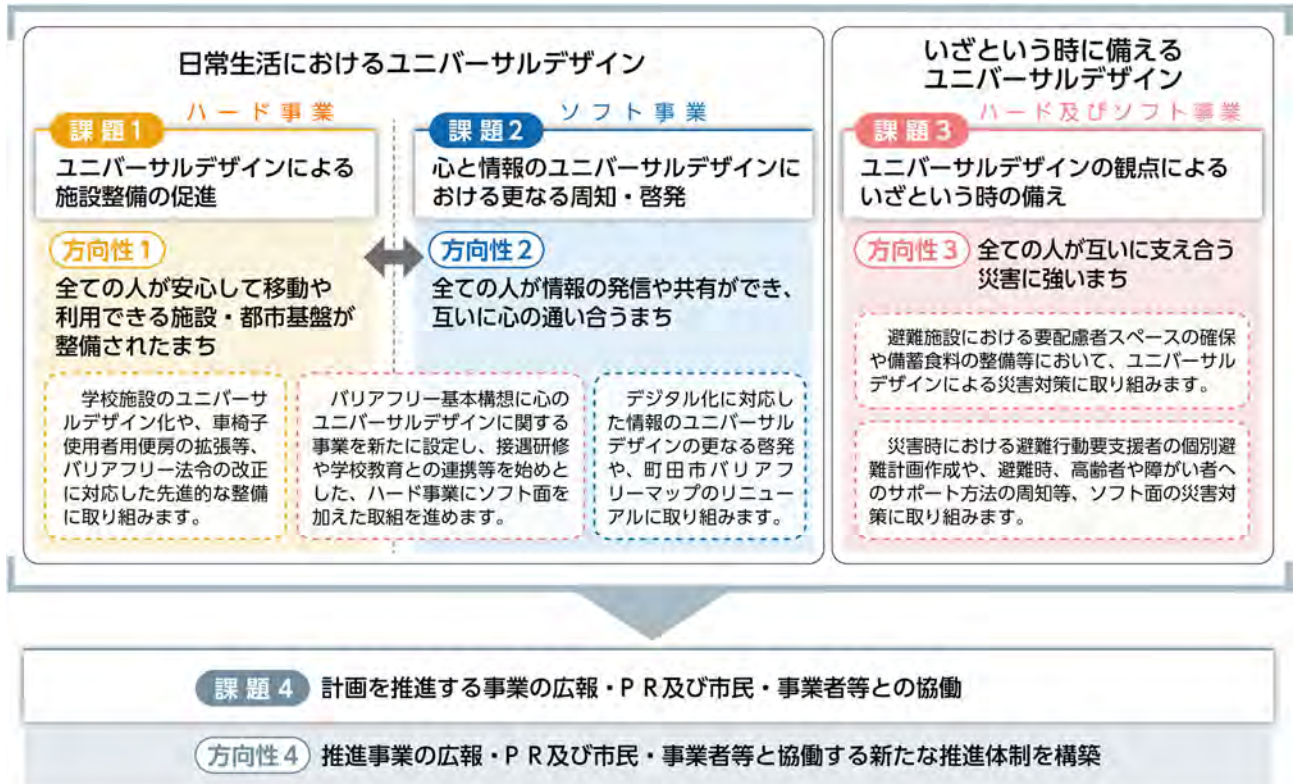 日常生活におけるユニバーサルデザイン
ハード事業
課題1
ユニバーサルデザインによる
施設整備の促進
方向性1
全ての人が安心して移動や
利用できる施設・都市基盤が
整備されたまち
ソフト事業
課題2
心と情報のユニバーサルデザインに
おける更なる周知・啓発
方向性2
全ての人が情報の発信や共有ができ、
互いに心の通い合うまち
学校施設のユニバーサ
ルデザイン化や、車椅子
使用者用便房の拡張等、
バリアフリー法令の改正
に対応した先進的な整備
に取り組みます。
バリアフリー基本構想に心の
ユニバーサルデザインに関する
事業を新たに設定し、接遇研修
や学校教育との連携等を始めと
した、ハード事業にソフト面を
加えた取組を進めます。
デジタル化に対応し
た情報のユニバーサル
デザインの更なる啓発
や、町田市バリアフ
リーマップのリニュー
アルに取り組みます。
いざという時に備える
ユニバーサルデザイン
ハード及びソフト事業
課題3
ユニバーサルデザインの観点による
いざという時の備え
方向性3 全ての人が互いに支え合う
災害に強いまち
避難施設における要配慮者スペースの確保
や備蓄食料の整備等において、ユニバーサル
デザインによる災害対策に取り組みます。
災害時における避難行動要支援者の個別避
難計画作成や、避難時、高齢者や障がい者へ
のサポート方法の周知等、ソフト面の災害対
策に取り組みます。
課題4 計画を推進する事業の広報・PR及び市民・事業者等との協働
方向性4 推進事業の広報・PR及び市民・事業者等と協働する新たな推進体制を構築